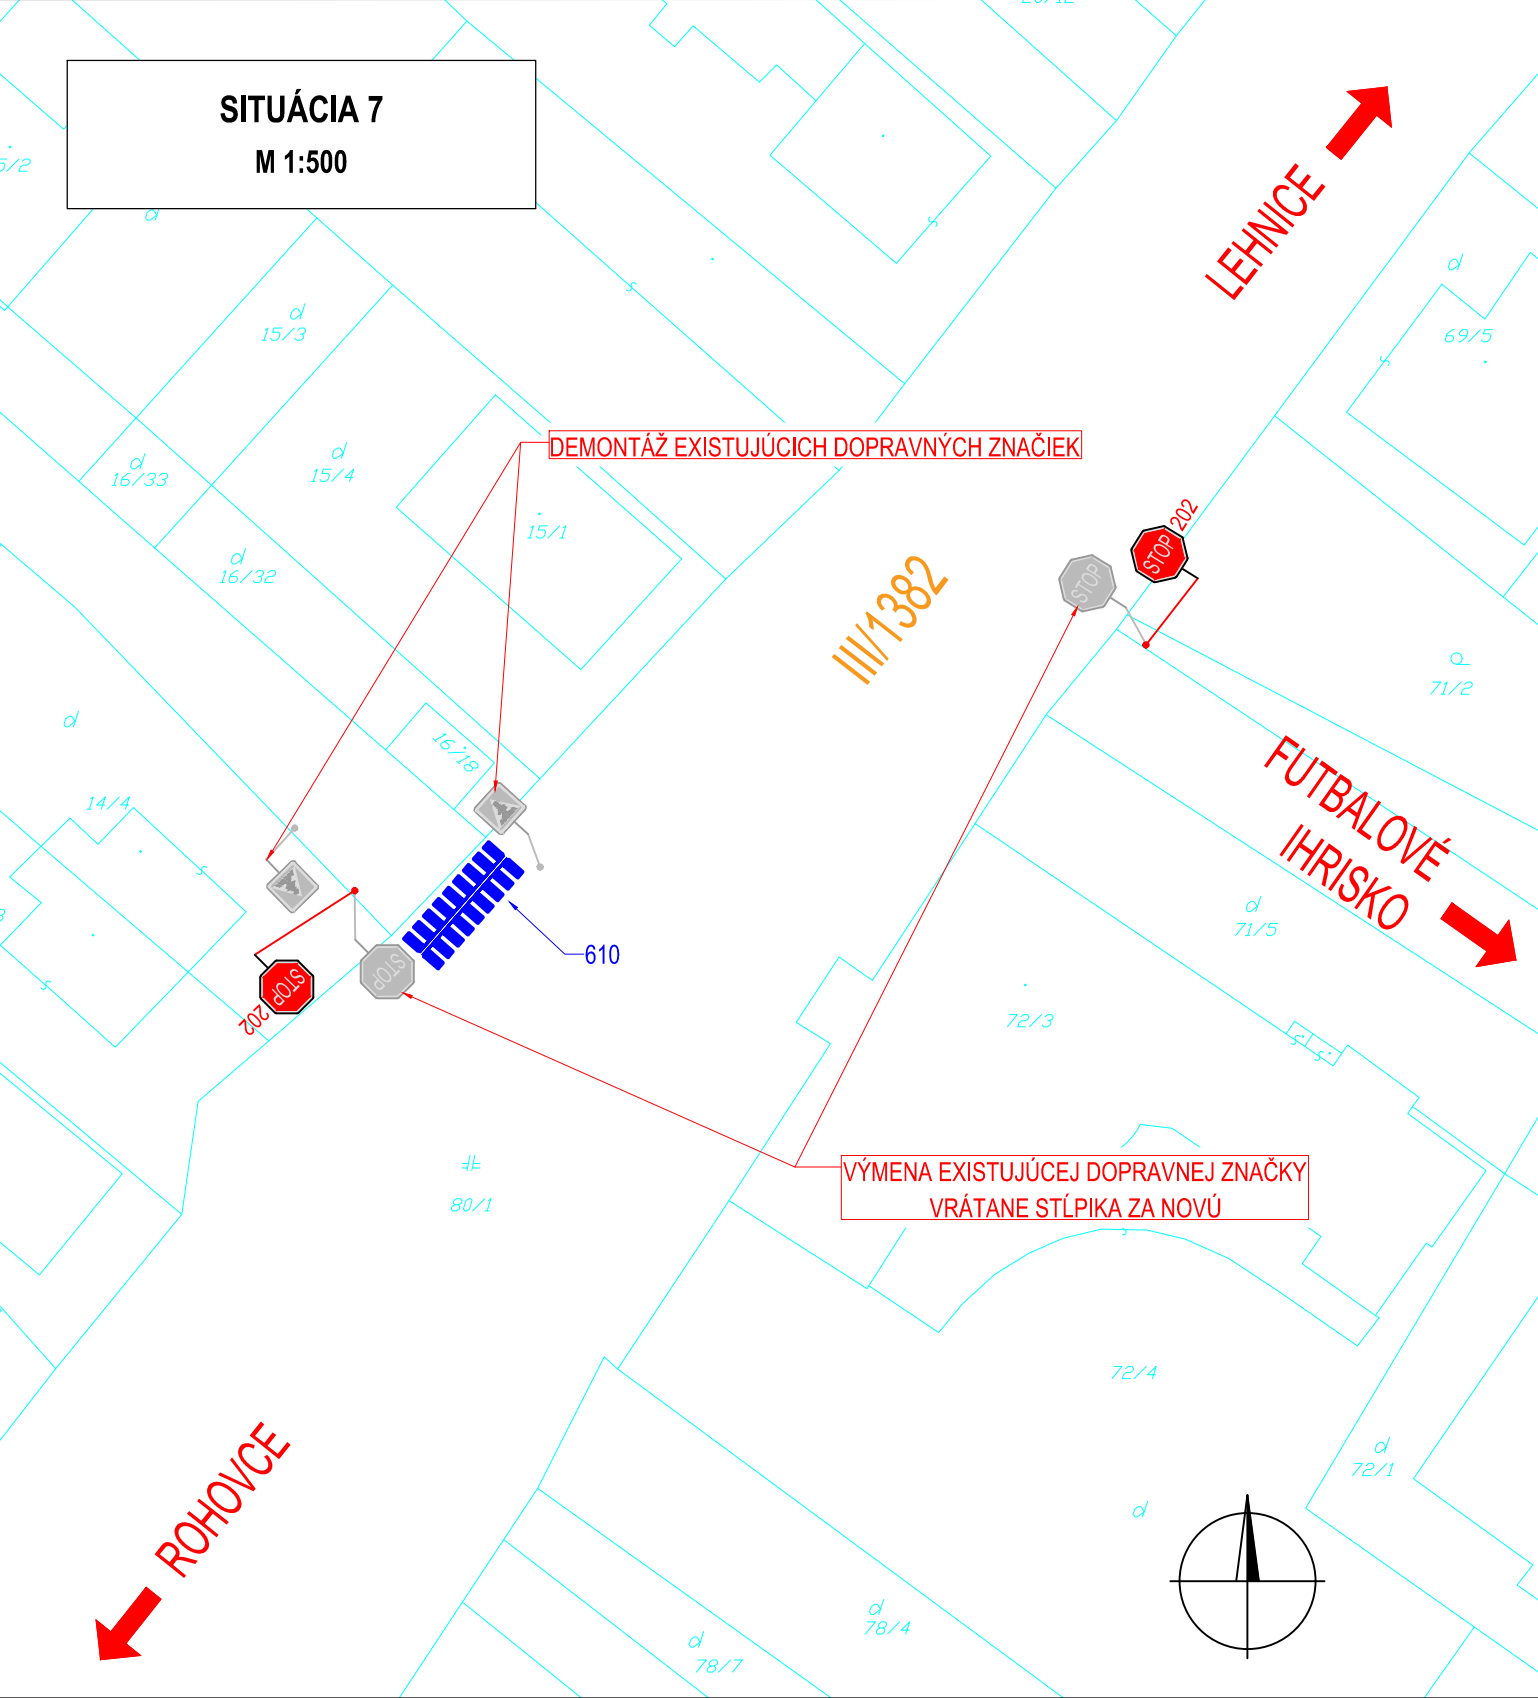 SITUÁCIA 7
M 1:500
LEHNICE
d
d
15/3
d
69/5
DEMONTÁŽ EXISTUJÚCICH DOPRAVNÝCH ZNAČIEK
d
16/33
d
15/4
15/1
d
16/32
III/1382
STOP
STOP
202
71/2
d
16/18
14/4
FUTBALOVÉ
IHRISKO
d
71/5
610
STOP
STOP
202
72/3
80/1
VÝMENA EXISTUJÚCEJ DOPRAVNEJ ZNAČKY
VRÁTANE STĹPIKA ZA NOVÚ
72/4
d
72/1
d
ROHOVCE
d
78/4
d
78/7